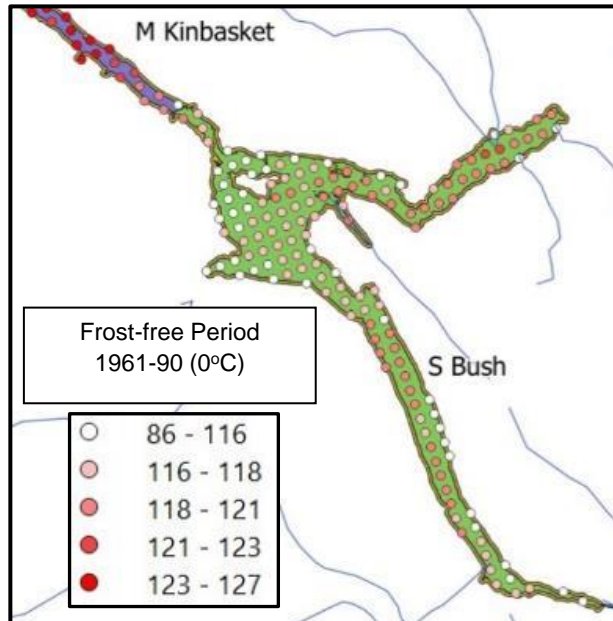 M Kinbasket
Frost-free Period
1961-90 (0°C)
S Bush
86 - 116
116 - 118
118 - 121
121 - 123
123 - 127